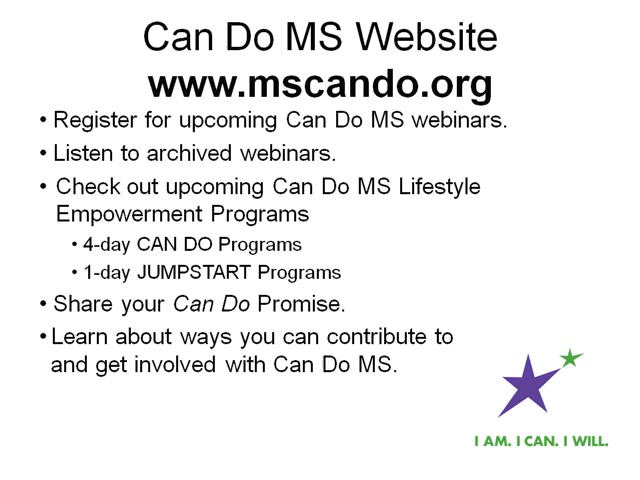 Can Do MS Website
www.mscando.org
• Register for upcoming Can Do MS webinars.
• Listen to archived webinars.
• Check out upcoming Can Do MS Lifestyle
Empowerment Programs
• 4-day CAN DO Programs
• 1-day JUMPSTART Programs
• Share your Can Do Promise.
• Learn about ways you can contribute to
and get involved with Can Do MS.
I AM. I CAN. I WILL.